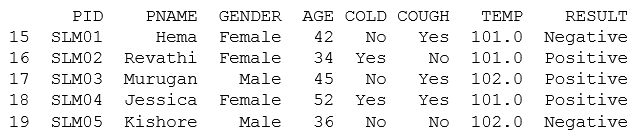 PID PNAME GENDER AGE COLD COUGH TEMP RESULT
15 SLM01 Hema Female 42 No Yes 101.0 Negative
16 SLM02 Revathi Female 34 Yes No 101.0 Positive
17 SLM03 Murugan Male 45 No Yes 102.0 Positive
18 SLM04 Jessica Female 52 Yes Yes 101.0 Positive
19 SLM05 Kishore Male 36 No No 102.0 Negative